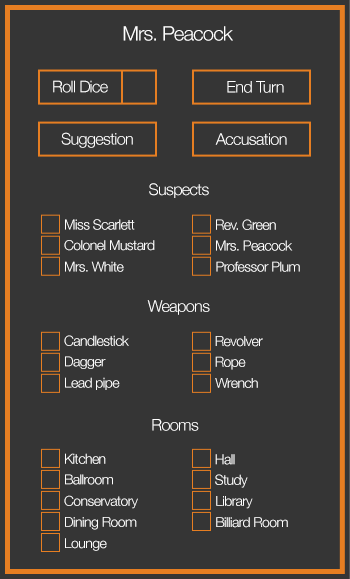 Mrs. Peacock
Roll Dice
End Turn
Suggestion
Accusation
Suspects
Miss Scarlett
Rev. Green
Colonel Mustard
Mrs. Peacock
Mrs. White
Professor Plum
Weapons
Candlestick
Revolver
Dagger
Rope
Lead pipe
Wrench
Rooms
Kitchen
Hall
Ballroom
Study
Conservatory
Library
Dining Room
Billiard Room
Lounge